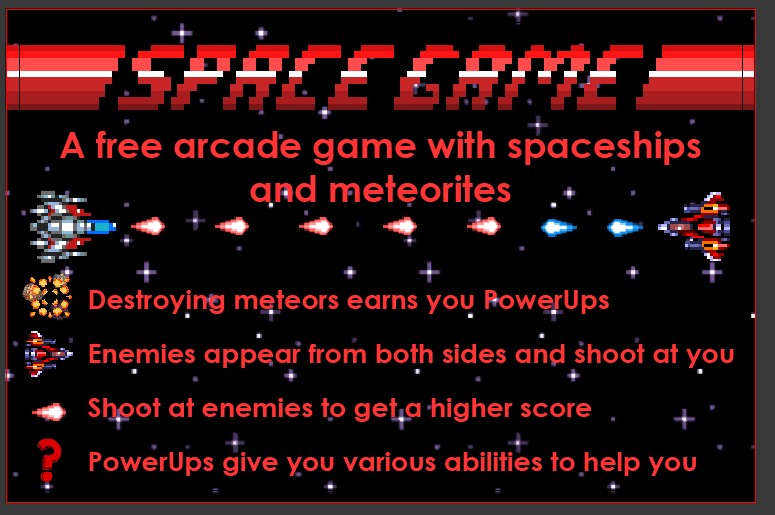 SPACE GAME
A free arcade game with spaceships
and meteorites
Destroying meteors earns you PowerUps
Enemies appear from both sides and shoot at you
Shoot at enemies to get a higher score
? PowerUps give you various abilities to help you